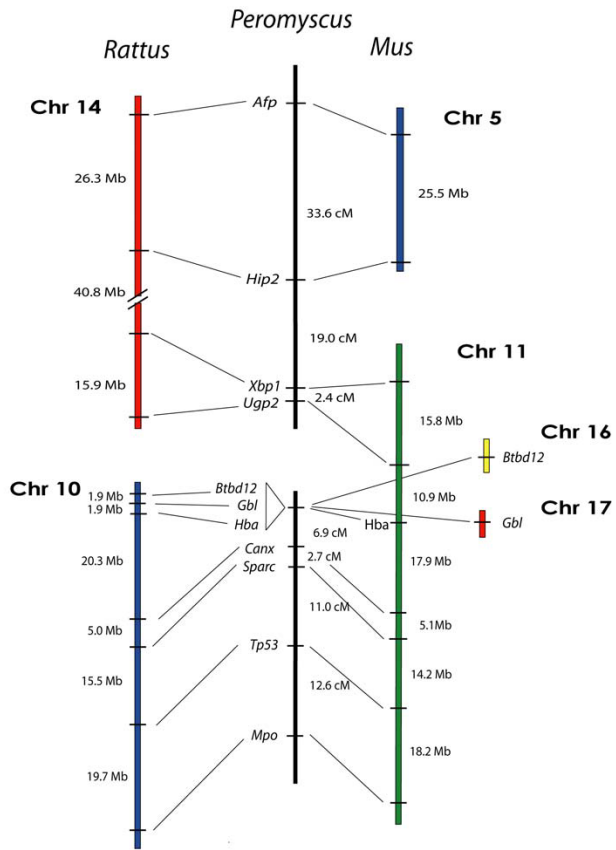 Peromyscus
Rattus
Mus
Chr 14
Afp
Chr 5
26.3 Mb
33.6 cM
25.5 Mb
Hip2
40.8 Mb
19.0 cM
Chr 11
15.9 Mb
Xbp1
2.4 cM
Ugp2
15.8 Mb
Chr 16
Btbd12
Chr 10
1.9 Mb
1.9 Mb
Btbd12
Gbl
Hba
10.9 Mb
Hba
Chr 17
Gbl
6.9 cM
20.3 Mb
Canx
2.7 cM
Sparc
17.9 Mb
5.0 Mb
11.0 cM
5.1Mb
15.5 Mb
Tp53
14.2 Mb
12.6 cM
19.7 Mb
Mpo
18.2 Mb